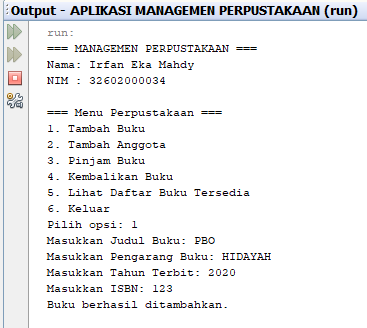 Output - APLIKASI MANAGEMEN PERPUSTAKAAN (run)
run:
=== MANAGEMEN PERPUSTAKAAN ===
Nama: Irfan Eka Mahdy
NIM : 32602000034
=== Menu Perpustakaan ===
1. Tambah Buku
2. Tambah Anggota
3. Pinjam Buku
4. Kembalikan Buku
5. Lihat Daftar Buku Tersedia
6. Keluar
Pilih opsi: 1
Masukkan Judul Buku: PBO
Masukkan Pengarang Buku: HIDAYAH
Masukkan Tahun Terbit: 2020
Masukkan ISBN: 123
Buku berhasil ditambahkan.